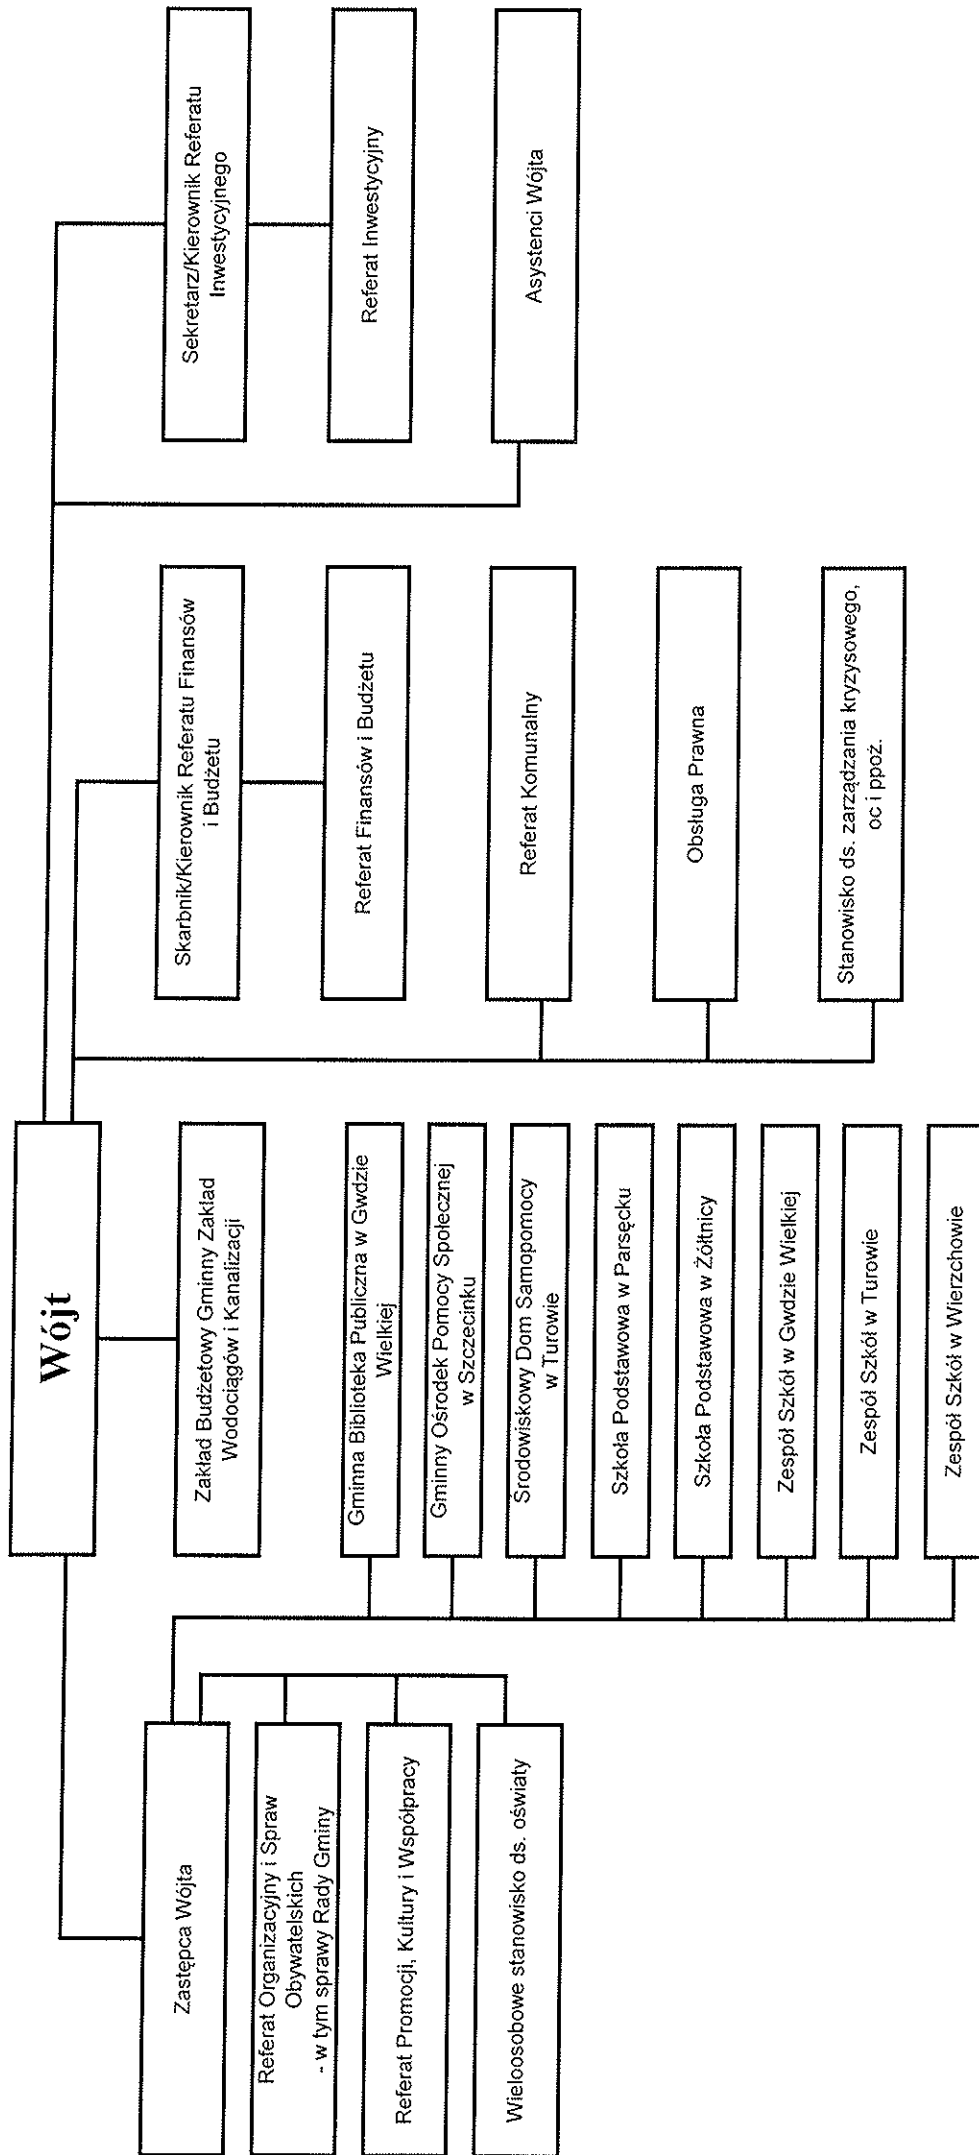 Wójt
Zastępca Wójta
Referat Organizacyjny i Spraw
Obywatelskich
- w tym sprawy Rady Gminy
Referat Promocji, Kultury i Współpracy
Wieloosobowe stanowisko ds. oświaty
Zakład Budżetowy Gminny Zakład
Wodociągów i Kanalizacji
Gminna Biblioteka Publiczna w Gwdzie
Wielkiej
Gminny Ośrodek Pomocy Społecznej
w Szczecinku
Środowiskowy Dom Samopomocy
w Turowie
Szkoła Podstawowa w Parsęcku
Szkoła Podstawowa w Żółtnicy
Zespół Szkół w Gwdzie Wielkiej
Zespół Szkół w Turowie
Zespół Szkół w Wierzchowie
Skarbnik/Kierownik Referatu Finansów
i Budżetu
Referat Finansów i Budżetu
Referat Komunalny
Obsługa Prawna
Stanowisko ds. zarządzania kryzysowego,
oc i ppoż.
Sekretarz/Kierownik Referatu
Inwestycyjnego
Referat Inwestycyjny
Asystenci Wójta